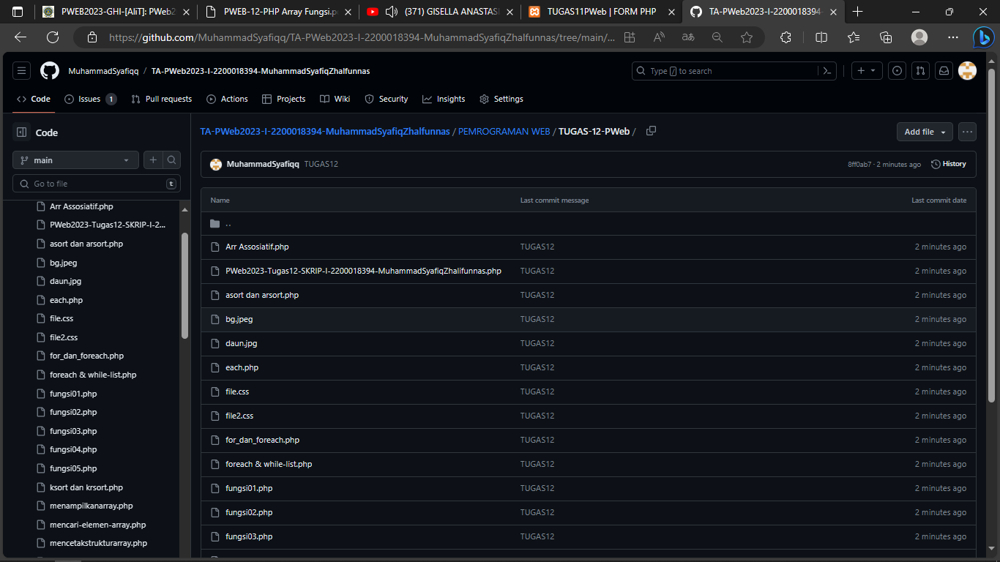 PWEB2023-GHI-[AliT]: PWeb2
PWEB-12-PHP Array Fungsi.p
(371) GISELLA ANASTASI
TUGAS11PWeb | FORM PHP
TA-PWeb2023-I-2200018394-
https://github.com/MuhammadSyafiqq/TA-PWeb2023-I-2200018394-MuhammadSyafiqZhalfunnas/tree/main/...
MuhammadSyafiqq / TA-PWeb2023-I-2200018394-MuhammadSyafiqZhalfunnas
Type / to search
Code
Issues 1
Pull requests
Actions
Projects
Wiki
Security
Insights
Settings
Code
main
Go to file
t
Arr Assosiatif.php
PWeb2023-Tugas12-SKRIP-I-2...
asort dan arsort.php
bg.jpeg
daun.jpg
each.php
file.css
file2.css
for_dan_foreach.php
foreach & while-list.php
fungsi01.php
fungsi02.php
fungsi03.php
fungsi04.php
fungsi05.php
ksort dan krsort.php
menampilkanarray.php
mencari-elemen-array.php
mencetakstrukturarray.php
TA-PWeb2023-I-2200018394-MuhammadSyafiqZhalfunnas / PEMROGRAMAN WEB / TUGAS-12-PWeb /
Add file
MuhammadSyafiqq TUGAS12
8ff0ab7 · 2 minutes ago
History
Name Last commit message Last commit date
..
Arr Assosiatif.php TUGAS12 2 minutes ago
PWeb2023-Tugas12-SKRIP-I-2200018394-MuhammadSyafiqZhalifunnas.php TUGAS12 2 minutes ago
asort dan arsort.php TUGAS12 2 minutes ago
bg.jpeg TUGAS12 2 minutes ago
daun.jpg TUGAS12 2 minutes ago
each.php TUGAS12 2 minutes ago
file.css TUGAS12 2 minutes ago
file2.css TUGAS12 2 minutes ago
for_dan_foreach.php TUGAS12 2 minutes ago
foreach & while-list.php TUGAS12 2 minutes ago
fungsi01.php TUGAS12 2 minutes ago
fungsi02.php TUGAS12 2 minutes ago
fungsi03.php TUGAS12 2 minutes ago